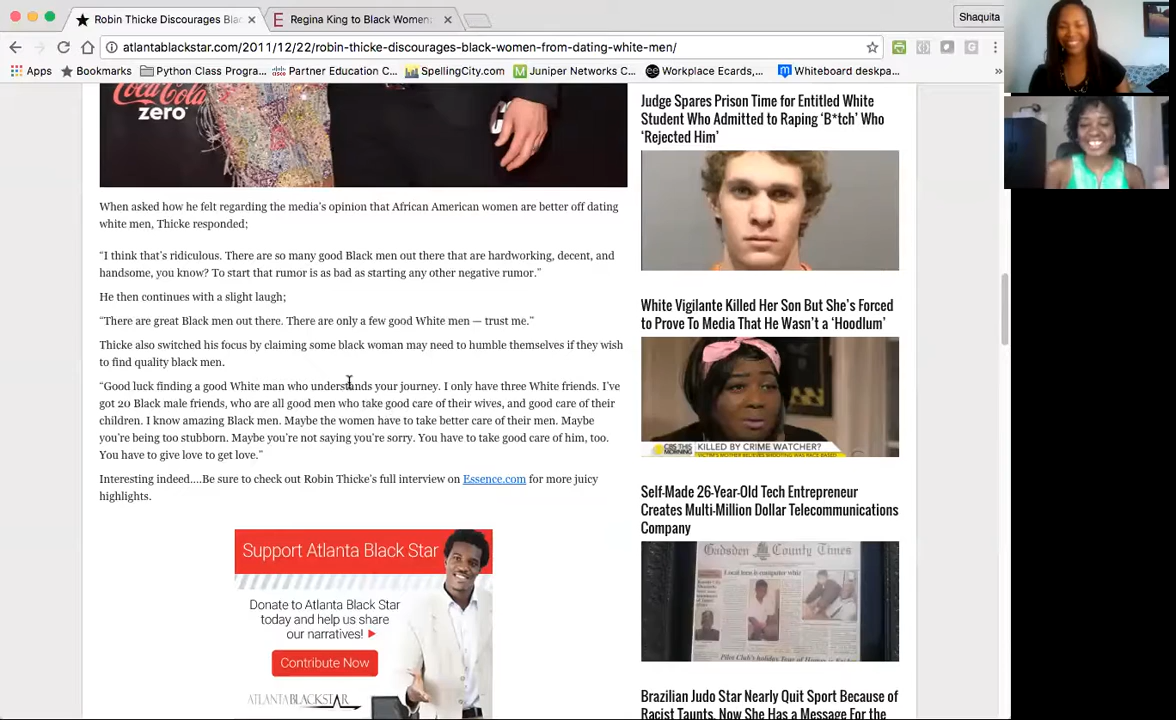 Robin Thicke Discourages Blac
Regina King to Black Women:
Shaquita
atlantablackstar.com/2011/12/22/robin-thicke-discourages-black-women-from-dating-white-men/
Apps
Bookmarks
Python Class Progra...
Partner Education C...
SpellingCity.com
Juniper Networks C...
Workplace Ecards,...
Whiteboard deskpa...
Coca-Cola
zero
When asked how he felt regarding the media's opinion that African American women are better off dating
white men, Thicke responded;
“I think that's ridiculous. There are so many good Black men out there that are hardworking, decent, and
handsome, you know? To start that rumor is as bad as starting any other negative rumor.”
He then continues with a slight laugh;
“There are great Black men out there. There are only a few good White men — trust me.”
Thicke also switched his focus by claiming some black woman may need to humble themselves if they wish
to find quality black men.
“Good luck finding a good White man who understands your journey. I only have three White friends. I've
got 20 Black male friends, who are all good men who take good care of their wives, and good care of their
children. I know amazing Black men. Maybe the women have to take better care of their men. Maybe
you're being too stubborn. Maybe you're not saying you're sorry. You have to take good care of him, too.
You have to give love to get love.”
Interesting indeed....Be sure to check out Robin Thicke's full interview on Essence.com for more juicy
highlights.
Support Atlanta Black Star
Donate to Atlanta Black Star
today and help us share
our narratives!
Contribute Now
ATLANTABLACKSTAR
Judge Spares Prison Time for Entitled White
Student Who Admitted to Raping ‘B*tch’ Who
‘Rejected Him’
White Vigilante Killed Her Son But She's Forced
to Prove To Media That He Wasn't a ‘Hoodlum’
CBS THIS
MORNING
KILLED BY CRIME WATCHER?
Self-Made 26-Year-Old Tech Entrepreneur
Creates Multi-Million Dollar Telecommunications
Company
Gadsden County Times
Local teen is computer whiz
Brazilian Judo Star Nearly Quit Sport Because of
Racist Taunts, Now She Has a Message For the